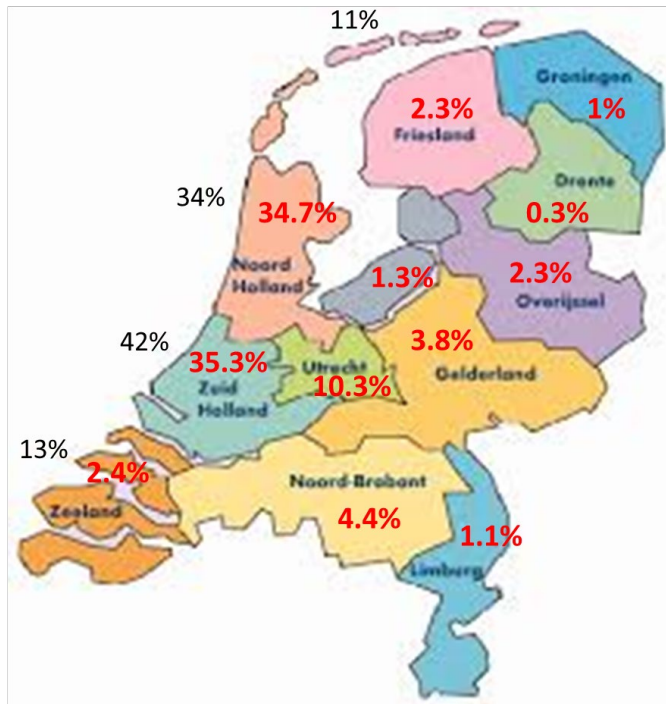 11%
Groningen
2.3%
1%
Friesland
Drente
34%
34.7%
0.3%
Noord
Holland
1.3%
2.3%
Overijssel
42%
35.3%
3.8%
Utrecht
Gelderland
10.3%
Zuid
Holland
13%
2.4%
Noord-Brabant
Zeeland
4.4%
1.1%
Limburg